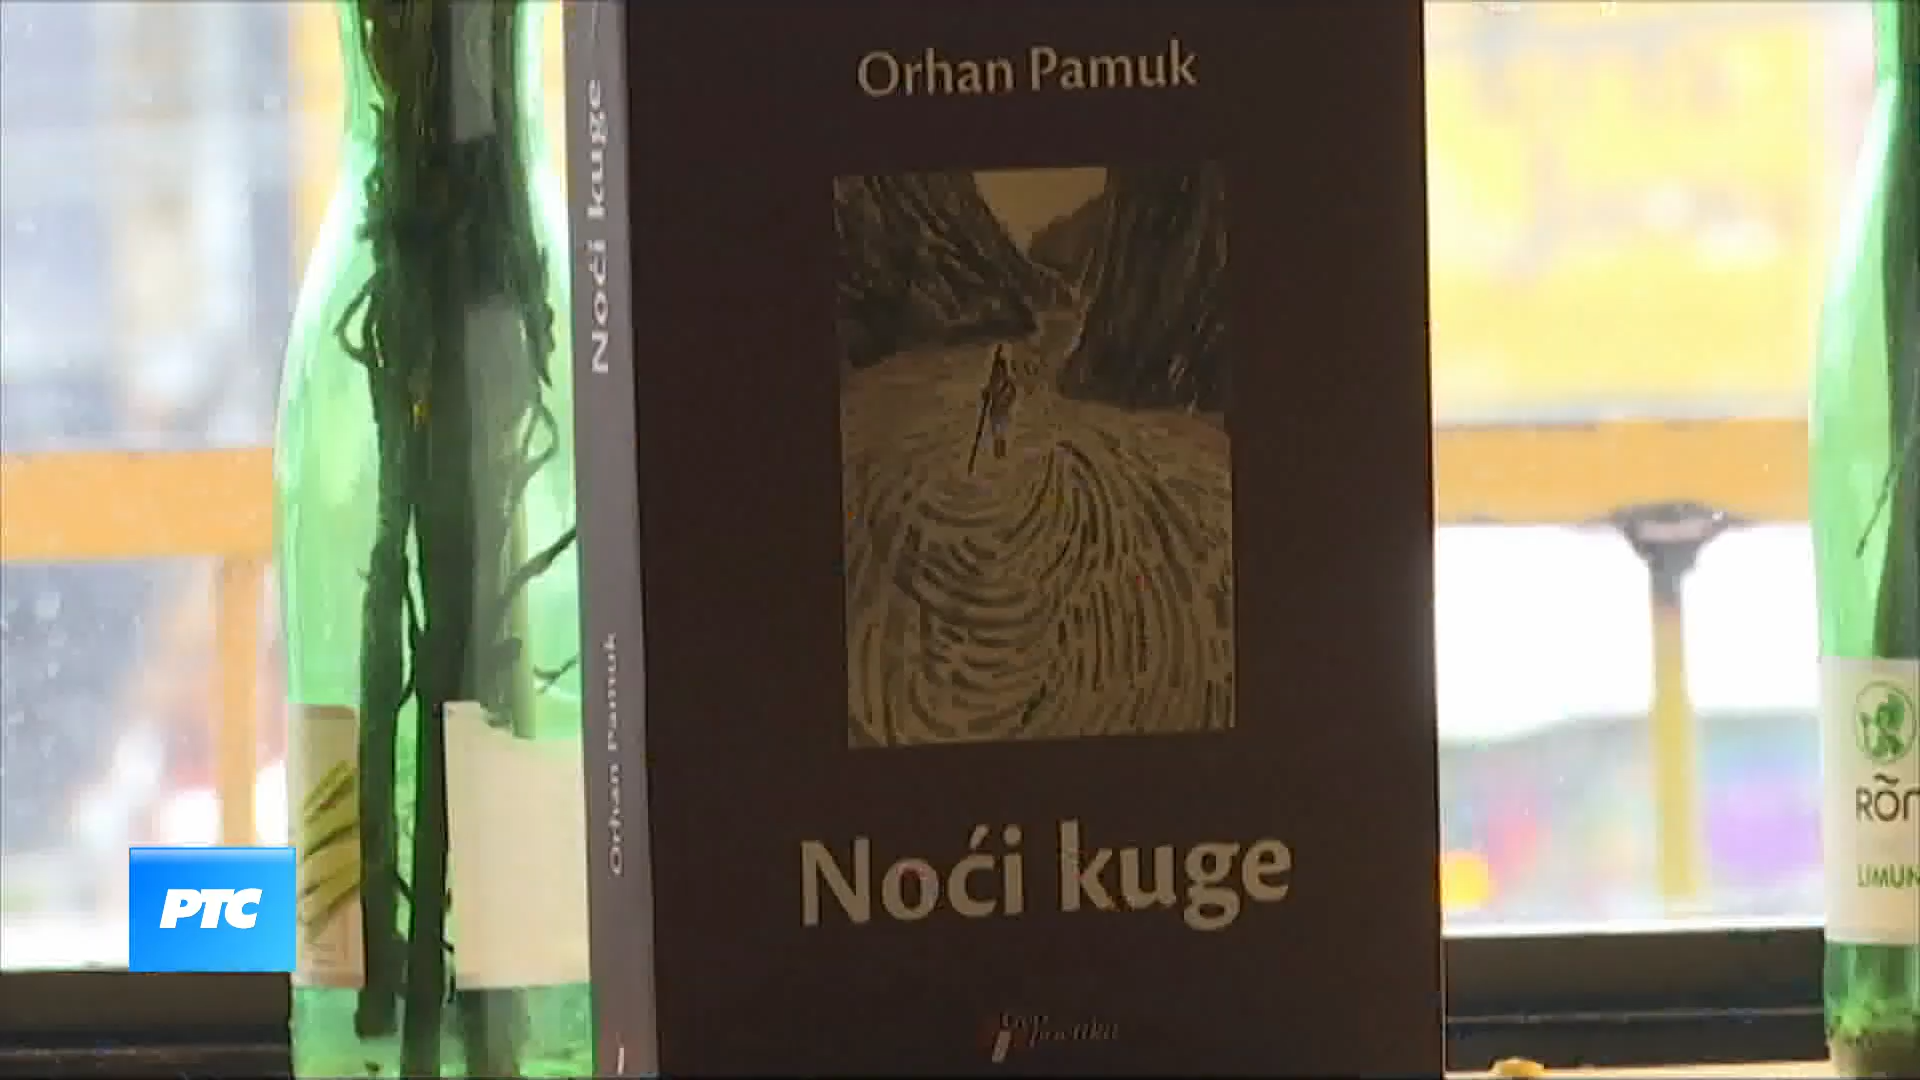 Orhan Pamuk
Noći kuge
Orhan Pamuk
Noći kuge
РТС
LIMUN